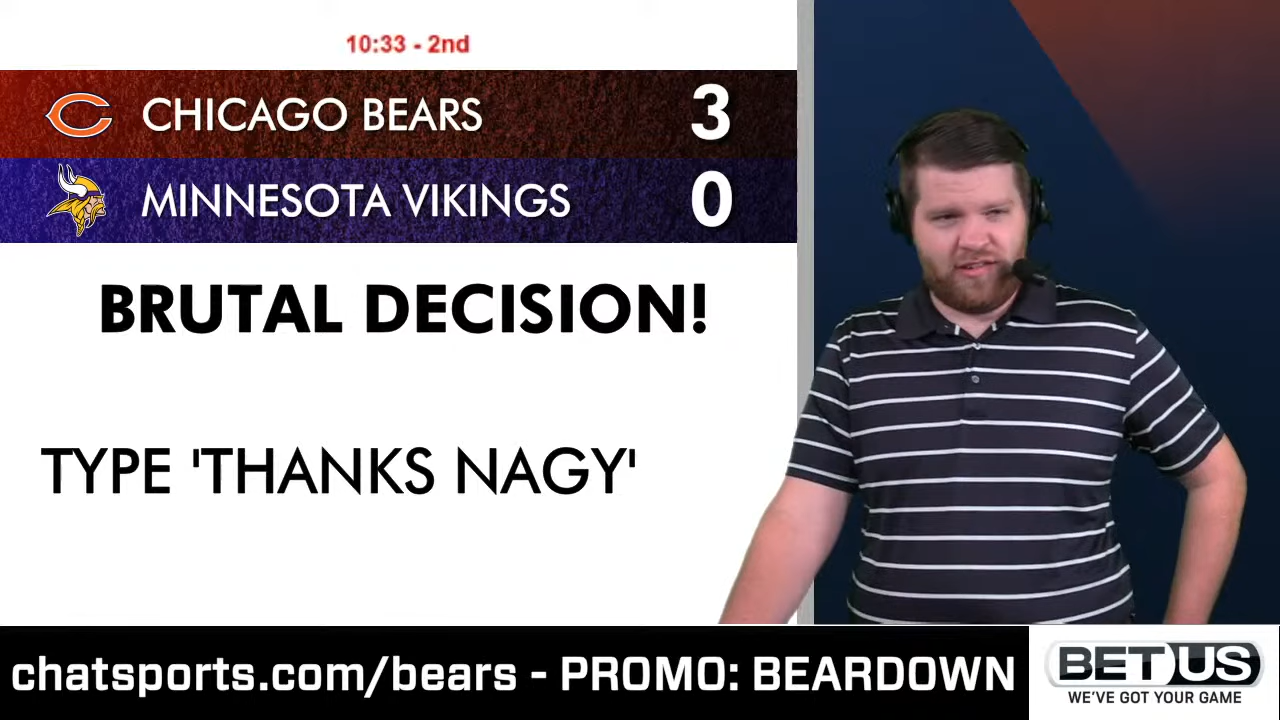 10:33 - 2nd
CHICAGO BEARS 3
MINNESOTA VIKINGS 0
BRUTAL DECISION!
TYPE 'THANKS NAGY'
chatsports.com/bears - PROMO: BEARDOWN
BETUS
WE'VE GOT YOUR GAME